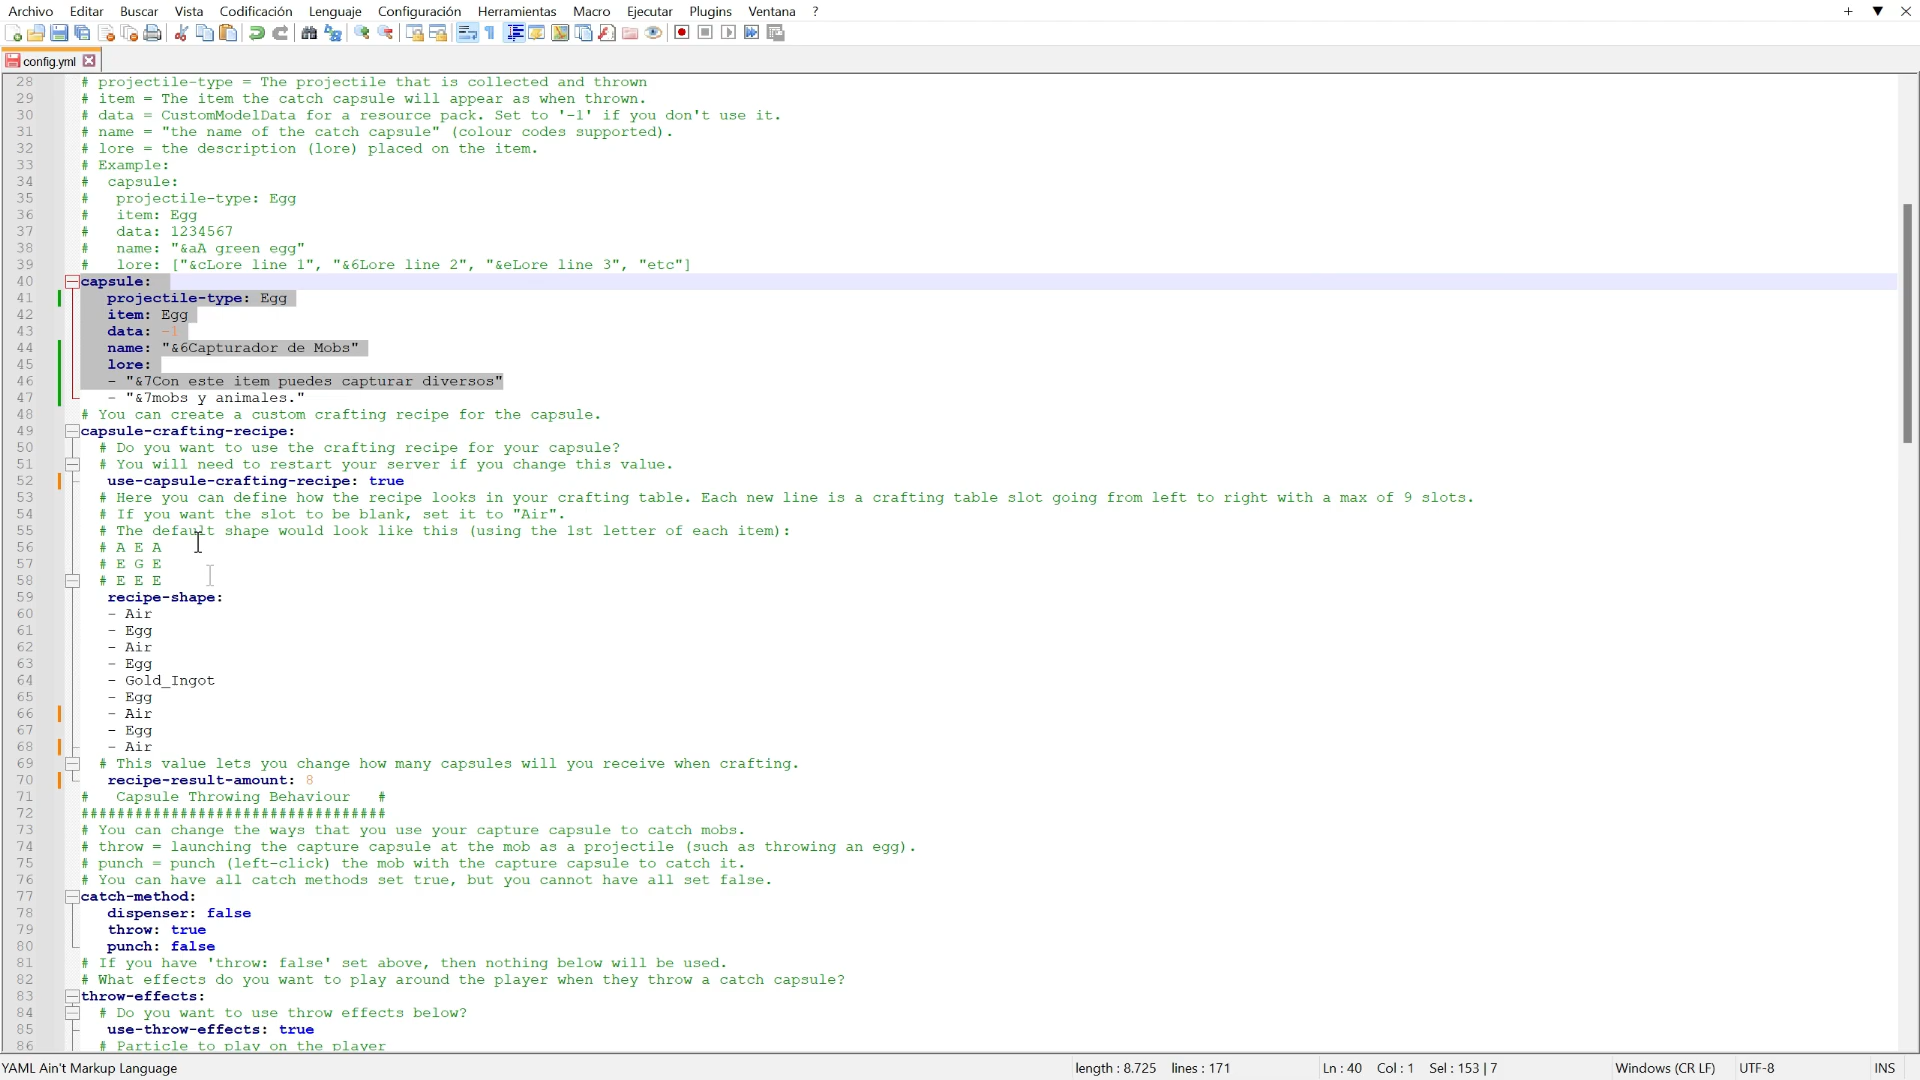 Archivo Editar Buscar Vista Codificación Lenguaje Configuración Herramientas Macro Ejecutar Plugins Ventana ?
config.yml
28 # projectile-type = The projectile that is collected and thrown
29 # item = The item the catch capsule will appear as when thrown.
30 # data = CustomModelData for a resource pack. Set to '-1' if you don't use it.
31 # name = "the name of the catch capsule" (colour codes supported).
32 # lore = the description (lore) placed on the item.
33 # Example:
34 #  capsule:
35 #   projectile-type: Egg
36 #   item: Egg
37 #   data: 1234567
38 #   name: "&aA green egg"
39 #   lore: ["&cLore line 1", "&6Lore line 2", "&eLore line 3", "etc"]
40 capsule:
41    projectile-type: Egg
42    item: Egg
43    data: -1
44    name: "&6Capturador de Mobs"
45    lore:
46    - "&7Con este item puedes capturar diversos"
47    - "&7mobs y animales."
48 # You can create a custom crafting recipe for the capsule.
49 capsule-crafting-recipe:
50   # Do you want to use the crafting recipe for your capsule?
51   # You will need to restart your server if you change this value.
52    use-capsule-crafting-recipe: true
53   # Here you can define how the recipe looks in your crafting table. Each new line is a crafting table slot going from left to right with a max of 9 slots.
54   # If you want the slot to be blank, set it to "Air".
55   # The default shape would look like this (using the 1st letter of each item):
56   # A E A
57   # E G E
58   # E E E
59    recipe-shape:
60    - Air
61    - Egg
62    - Air
63    - Egg
64    - Gold_Ingot
65    - Egg
66    - Air
67    - Egg
68    - Air
69   # This value lets you change how many capsules will you receive when crafting.
70    recipe-result-amount: 8
71 #   Capsule Throwing Behaviour   #
72 ##################################
73 # You can change the ways that you use your capture capsule to catch mobs.
74 # throw = launching the capture capsule at the mob as a projectile (such as throwing an egg).
75 # punch = punch (left-click) the mob with the capture capsule to catch it.
76 # You can have all catch methods set true, but you cannot have all set false.
77 catch-method:
78    dispenser: false
79    throw: true
80    punch: false
81 # If you have 'throw: false' set above, then nothing below will be used.
82 # What effects do you want to play around the player when they throw a catch capsule?
83 throw-effects:
84   # Do you want to use throw effects below?
85    use-throw-effects: true
86   # Particle to play on the player
YAML Ain't Markup Language length : 8.725 lines : 171 Ln : 40 Col : 1 Sel : 153 | 7 Windows (CR LF) UTF-8 INS